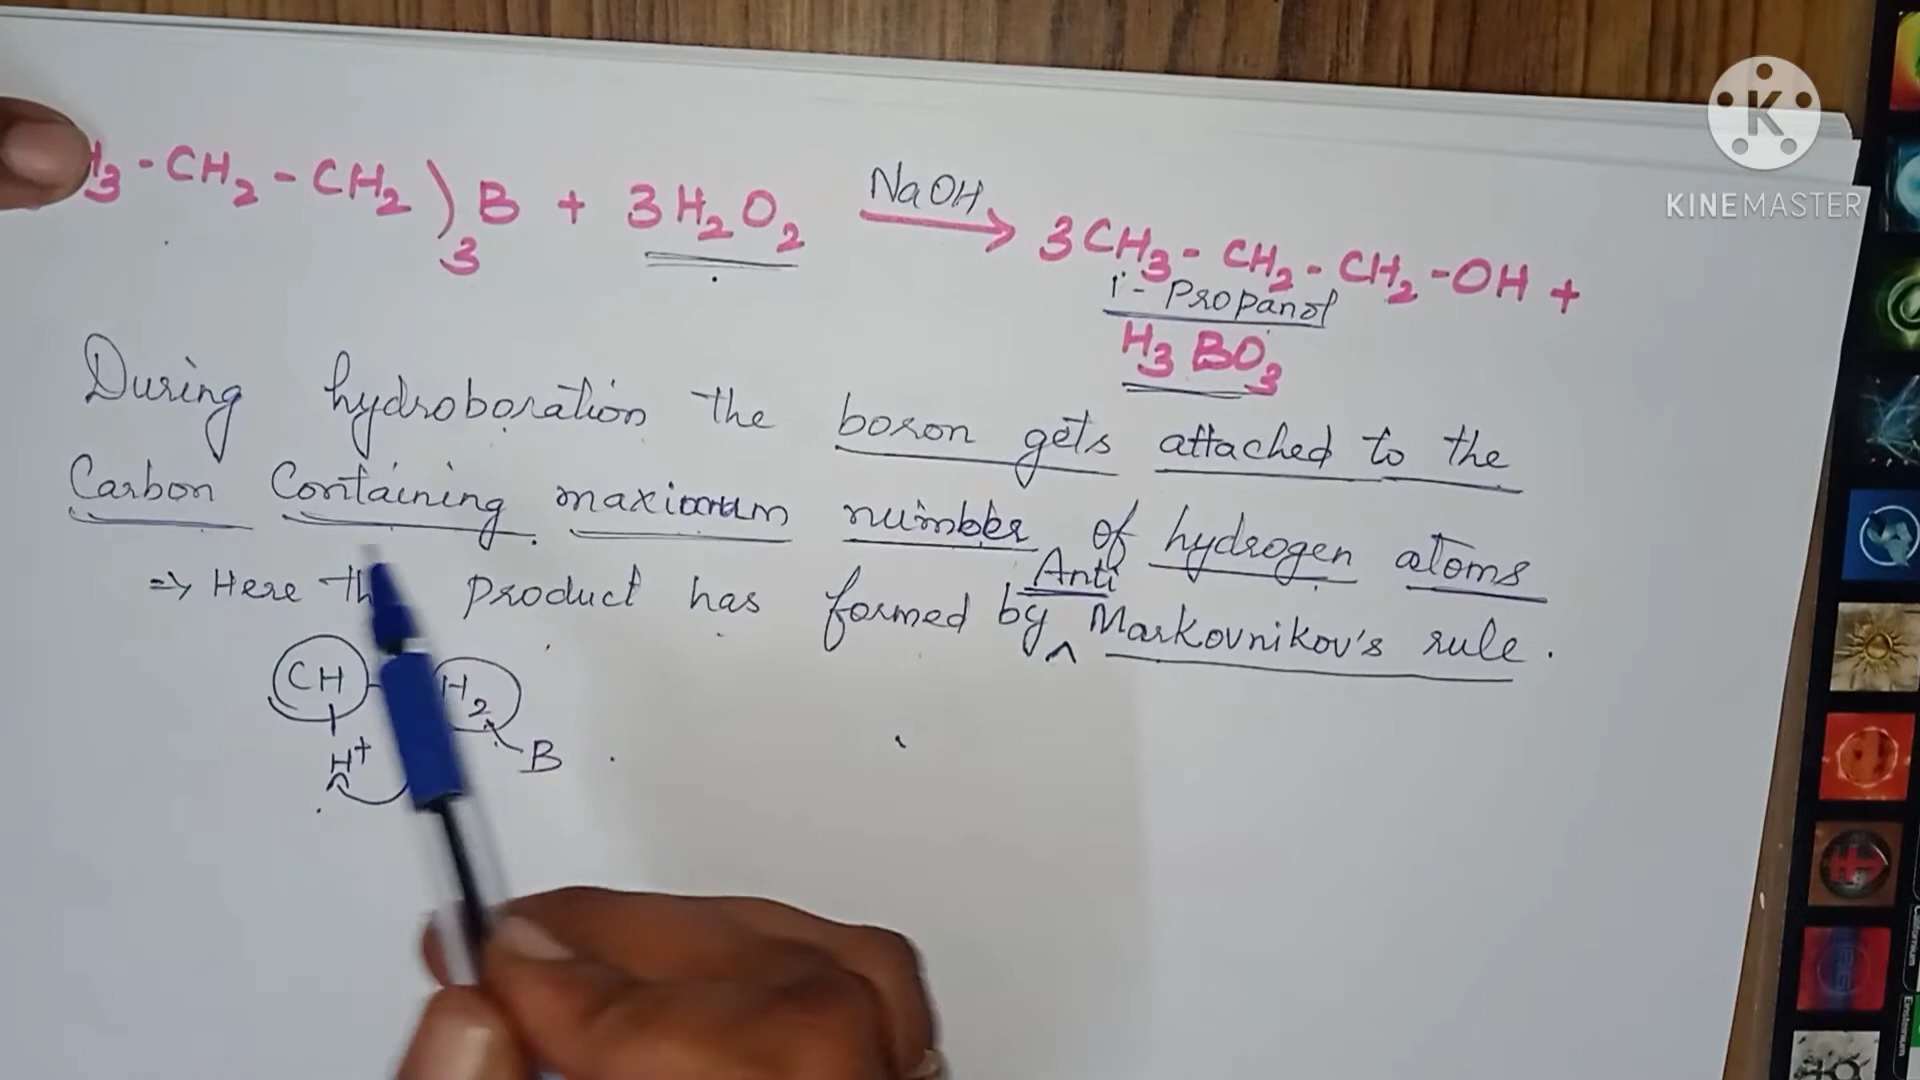 H₃-CH₂-CH₂)₃B + 3H₂O₂ NaOH → 3CH₃-CH₂-CH₂-OH +
1-Propanol
H₃BO₃
During hydroboration the boron gets attached to the
Carbon Containing maximum number of hydrogen atoms
⇒ Here the product has formed by ^ Anti Markovnikov's rule.
CH - H₂
H⁺ B
K
KINEMASTER